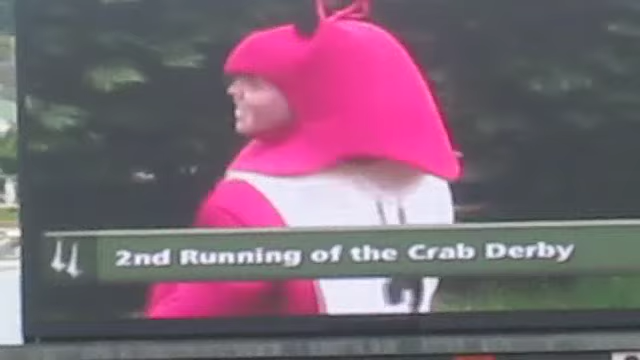 2nd Running of the Crab Derby